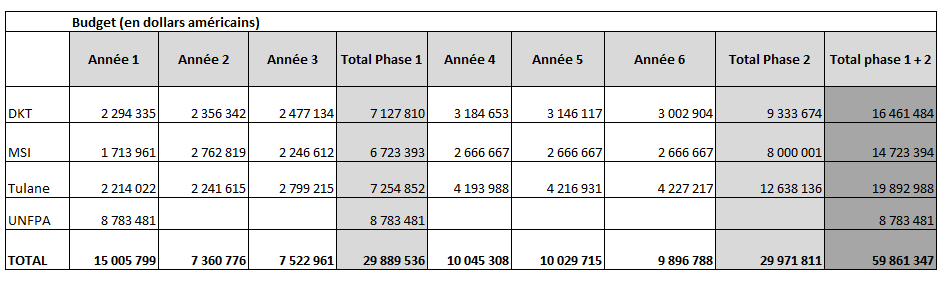 Budget (en dollars américains)
Année 1 Année 2 Année 3 Total Phase 1 Année 4 Année 5 Année 6 Total Phase 2 Total phase 1 + 2
DKT 2 294 335 2 356 342 2 477 134 7 127 810 3 184 653 3 146 117 3 002 904 9 333 674 16 461 484
MSI 1 713 961 2 762 819 2 246 612 6 723 393 2 666 667 2 666 667 2 666 667 8 000 001 14 723 394
Tulane 2 214 022 2 241 615 2 799 215 7 254 852 4 193 988 4 216 931 4 227 217 12 638 136 19 892 988
UNFPA 8 783 481 8 783 481 8 783 481
TOTAL 15 005 799 7 360 776 7 522 961 29 889 536 10 045 308 10 029 715 9 896 788 29 971 811 59 861 347